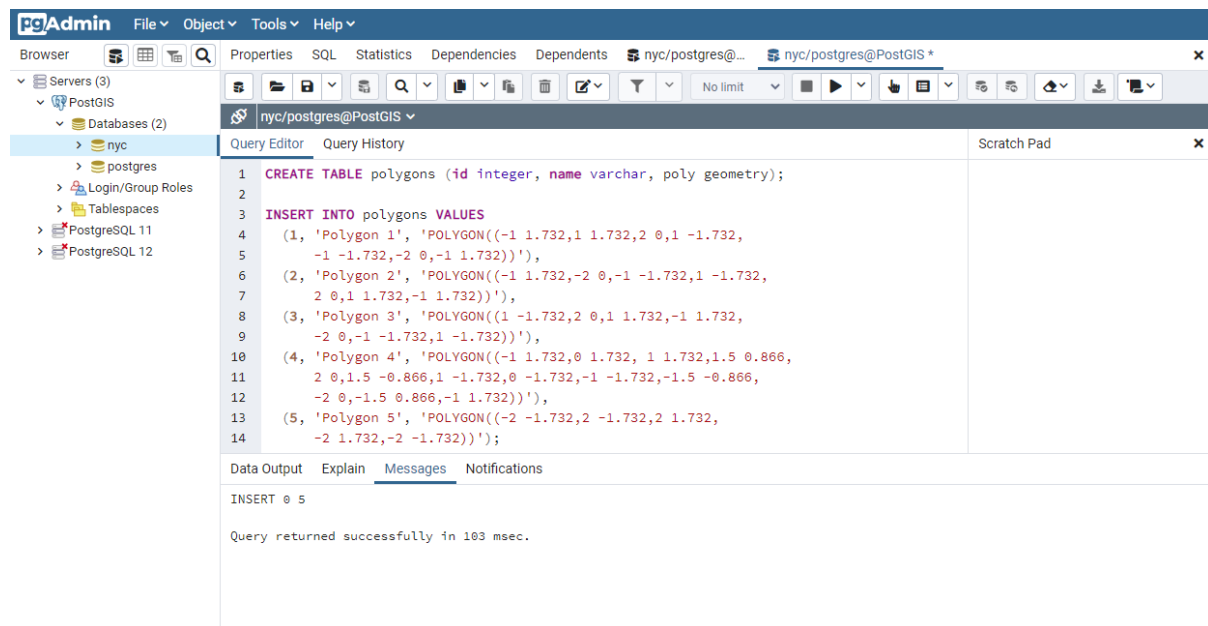 pgAdmin File Object Tools Help
Browser
Properties SQL Statistics Dependencies Dependents nyc/postgres@... nyc/postgres@PostGIS *
Servers (3)
PostGIS
Databases (2)
nyc
postgres
Login/Group Roles
Tablespaces
PostgreSQL 11
PostgreSQL 12
No limit
nyc/postgres@PostGIS
Query Editor Query History
Scratch Pad
1 CREATE TABLE polygons (id integer, name varchar, poly geometry);
2
3 INSERT INTO polygons VALUES
4 (1, 'Polygon 1', 'POLYGON((-1 1.732,1 1.732,2 0,1 -1.732,
5 -1 -1.732,-2 0,-1 1.732))'),
6 (2, 'Polygon 2', 'POLYGON((-1 1.732,-2 0,-1 -1.732,1 -1.732,
7 2 0,1 1.732,-1 1.732))'),
8 (3, 'Polygon 3', 'POLYGON((1 -1.732,2 0,1 1.732,-1 1.732,
9 -2 0,-1 -1.732,1 -1.732))'),
10 (4, 'Polygon 4', 'POLYGON((-1 1.732,0 1.732, 1 1.732,1.5 0.866,
11 2 0,1.5 -0.866,1 -1.732,0 -1.732,-1 -1.732,-1.5 -0.866,
12 -2 0,-1.5 0.866,-1 1.732))'),
13 (5, 'Polygon 5', 'POLYGON((-2 -1.732,2 -1.732,2 1.732,
14 -2 1.732,-2 -1.732))');
Data Output Explain Messages Notifications
INSERT 0 5
Query returned successfully in 103 msec.